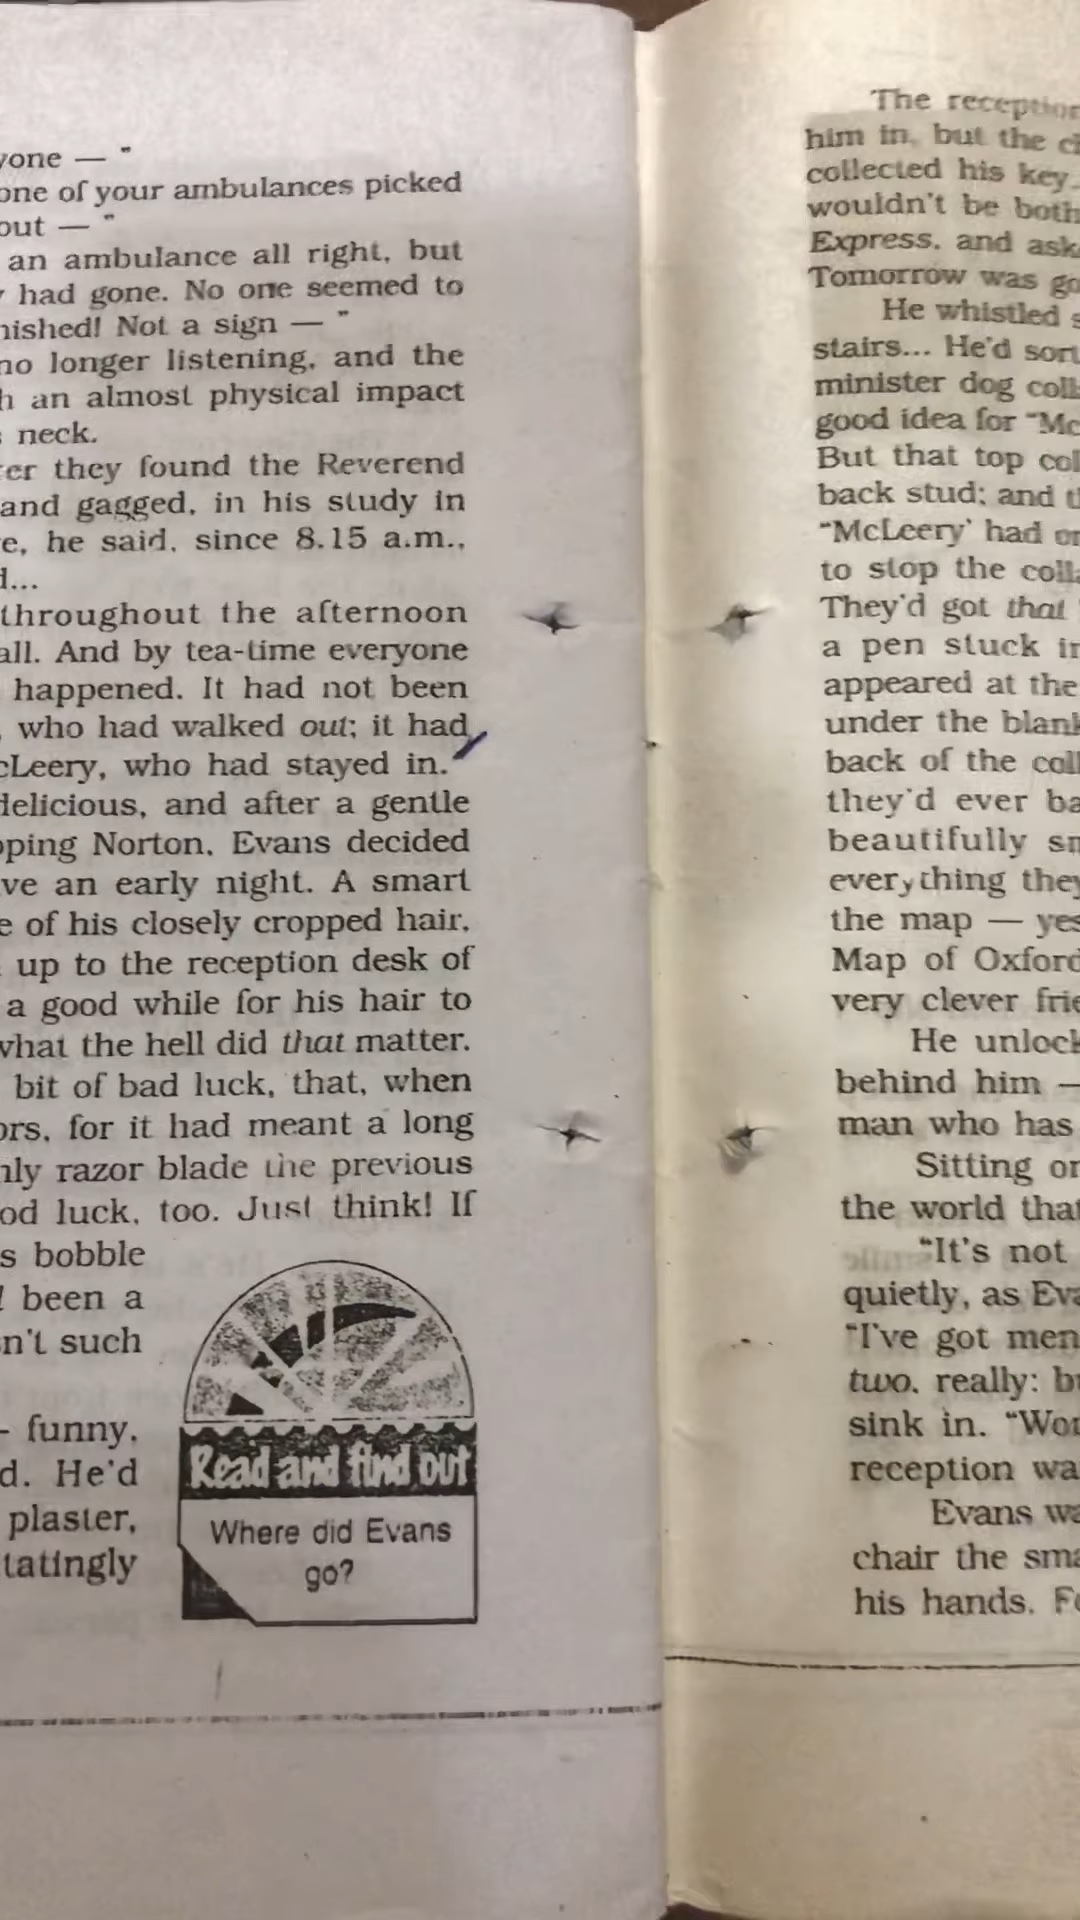 yone — "
one of your ambulances picked
out — "
an ambulance all right, but
had gone. No one seemed to
nished! Not a sign — "
no longer listening, and the
h an almost physical impact
neck.
er they found the Reverend
and gagged, in his study in
e, he said, since 8.15 a.m.,
d...
throughout the afternoon
all. And by tea-time everyone
happened. It had not been
, who had walked out; it had
cLeery, who had stayed in.
delicious, and after a gentle
pping Norton, Evans decided
ve an early night. A smart
e of his closely cropped hair,
up to the reception desk of
a good while for his hair to
what the hell did that matter.
bit of bad luck, that, when
ors, for it had meant a long
nly razor blade the previous
od luck, too. Just think! If
s bobble
been a
n't such
- funny,
d. He'd
plaster,
tatingly
Read and find out
Where did Evans
go?
The reception
him in, but the cl
collected his key,
wouldn't be both
Express, and ask
Tomorrow was go
He whistled s
stairs... He'd sort
minister dog coll
good idea for "Mc
But that top col
back stud; and t
"McLeery' had on
to stop the colla
They'd got that
a pen stuck in
appeared at the
under the blank
back of the coll
they'd ever ba
beautifully sm
everything they
the map — yes
Map of Oxford
very clever frie
He unlock
behind him —
man who has
Sitting on
the world that
"It's not
quietly, as Eva
"I've got men
two, really: bu
sink in. "Wor
reception wa
Evans wa
chair the sma
his hands. Fo